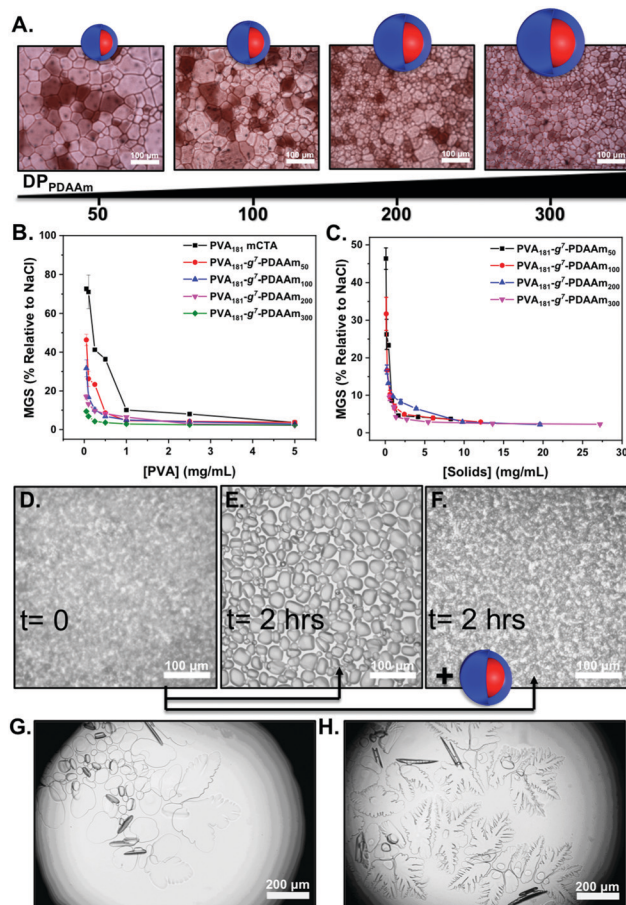 A.
100 µm
100 µm
100 µm
100 µm
DP PDAAm
50
100
200
300
B.
MGS (% Relative to NaCl)
100
80
60
40
20
0
0
1
2
3
4
5
[PVA] (mg/mL)
PVA181 mCTA
PVA181-g7-PDAAm50
PVA181-g7-PDAAm100
PVA181-g7-PDAAm200
PVA181-g7-PDAAm300
C.
MGS (% Relative to NaCl)
50
40
30
20
10
0
0
5
10
15
20
25
30
[Solids] (mg/mL)
PVA181-g7-PDAAm50
PVA181-g7-PDAAm100
PVA181-g7-PDAAm200
PVA181-g7-PDAAm300
D.
t= 0
100 µm
E.
t= 2 hrs
100 µm
F.
t= 2 hrs
100 µm
+
G.
200 µm
H.
200 µm